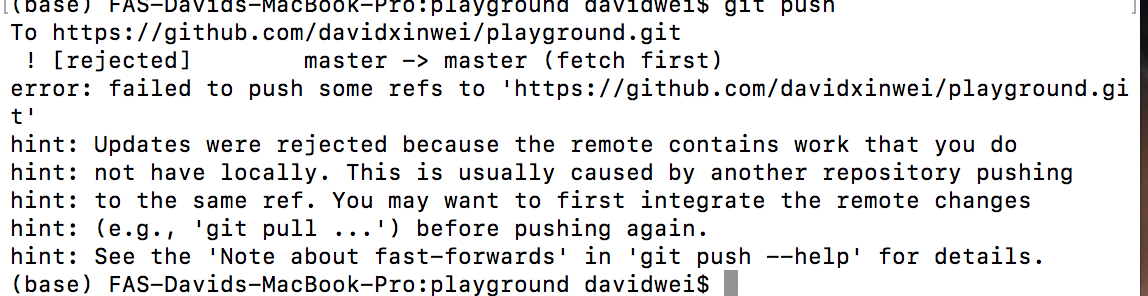 (base) FAS-Davids-MacBook-Pro:playground davidwei$ git push
To https://github.com/davidxinwei/playground.git
 ! [rejected]        master -> master (fetch first)
error: failed to push some refs to 'https://github.com/davidxinwei/playground.gi
t'
hint: Updates were rejected because the remote contains work that you do
hint: not have locally. This is usually caused by another repository pushing
hint: to the same ref. You may want to first integrate the remote changes
hint: (e.g., 'git pull ...') before pushing again.
hint: See the 'Note about fast-forwards' in 'git push --help' for details.
(base) FAS-Davids-MacBook-Pro:playground davidwei$